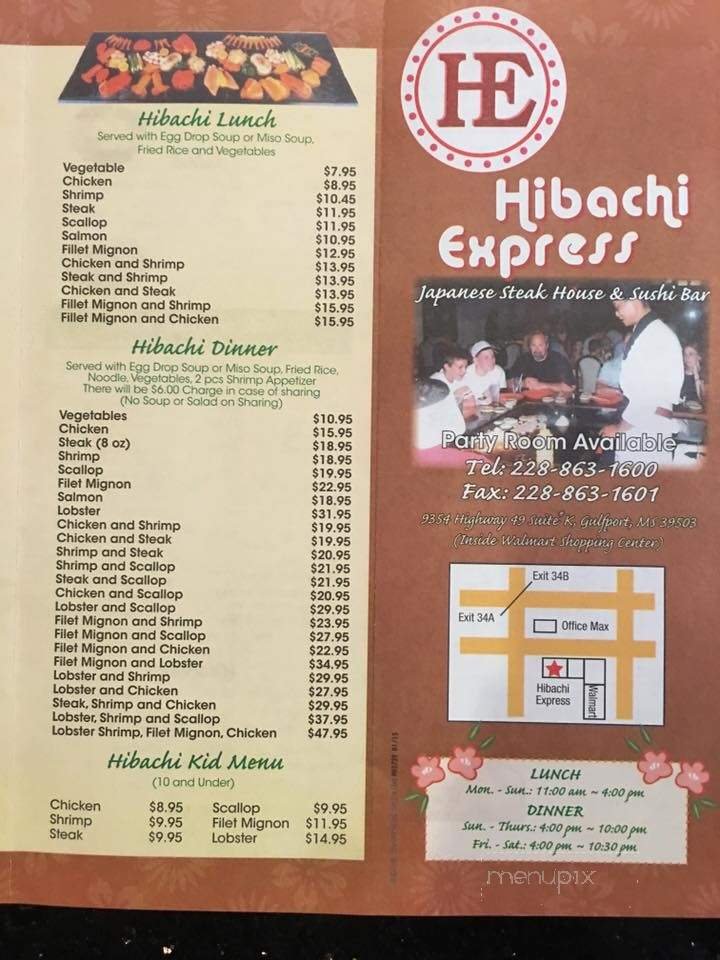 Hibachi Lunch
Served with Egg Drop Soup or Miso Soup,
Fried Rice and Vegetables
Vegetable $7.95
Chicken $8.95
Shrimp $10.45
Steak $11.95
Scallop $11.95
Salmon $10.95
Fillet Mignon $12.95
Chicken and Shrimp $13.95
Steak and Shrimp $13.95
Chicken and Steak $13.95
Fillet Mignon and Shrimp $15.95
Fillet Mignon and Chicken $15.95
Hibachi Dinner
Served with Egg Drop Soup or Miso Soup, Fried Rice,
Noodle, Vegetables, 2 pcs Shrimp Appetizer
There will be $6.00 Charge in case of sharing
(No Soup or Salad on Sharing)
Vegetables $10.95
Chicken $15.95
Steak (8 oz) $18.95
Shrimp $18.95
Scallop $19.95
Filet Mignon $22.95
Salmon $18.95
Lobster $31.95
Chicken and Shrimp $19.95
Chicken and Steak $19.95
Shrimp and Steak $20.95
Shrimp and Scallop $21.95
Steak and Scallop $21.95
Chicken and Scallop $20.95
Lobster and Scallop $29.95
Filet Mignon and Shrimp $23.95
Filet Mignon and Scallop $27.95
Filet Mignon and Chicken $22.95
Filet Mignon and Lobster $34.95
Lobster and Shrimp $29.95
Lobster and Chicken $27.95
Steak, Shrimp and Chicken $29.95
Lobster, Shrimp and Scallop $37.95
Lobster Shrimp, Filet Mignon, Chicken $47.95
Hibachi Kid Menu
(10 and Under)
Chicken $8.95 Scallop $9.95
Shrimp $9.95 Filet Mignon $11.95
Steak $9.95 Lobster $14.95
HE
Hibachi
Express
Japanese Steak House & Sushi Bar
Party Room Available
Tel: 228-863-1600
Fax: 228-863-1601
9354 Highway 49 Suite K, Gulfport, MS 39503
(Inside Walmart Shopping Center)
Exit 34B
Exit 34A
Office Max
Hibachi
Express
Walmart
LUNCH
Mon. - Sun.: 11:00 am ~ 4:00 pm
DINNER
Sun. - Thurs.: 4:00 pm ~ 10:00 pm
Fri. - Sat.: 4:00 pm ~ 10:30 pm
menupix